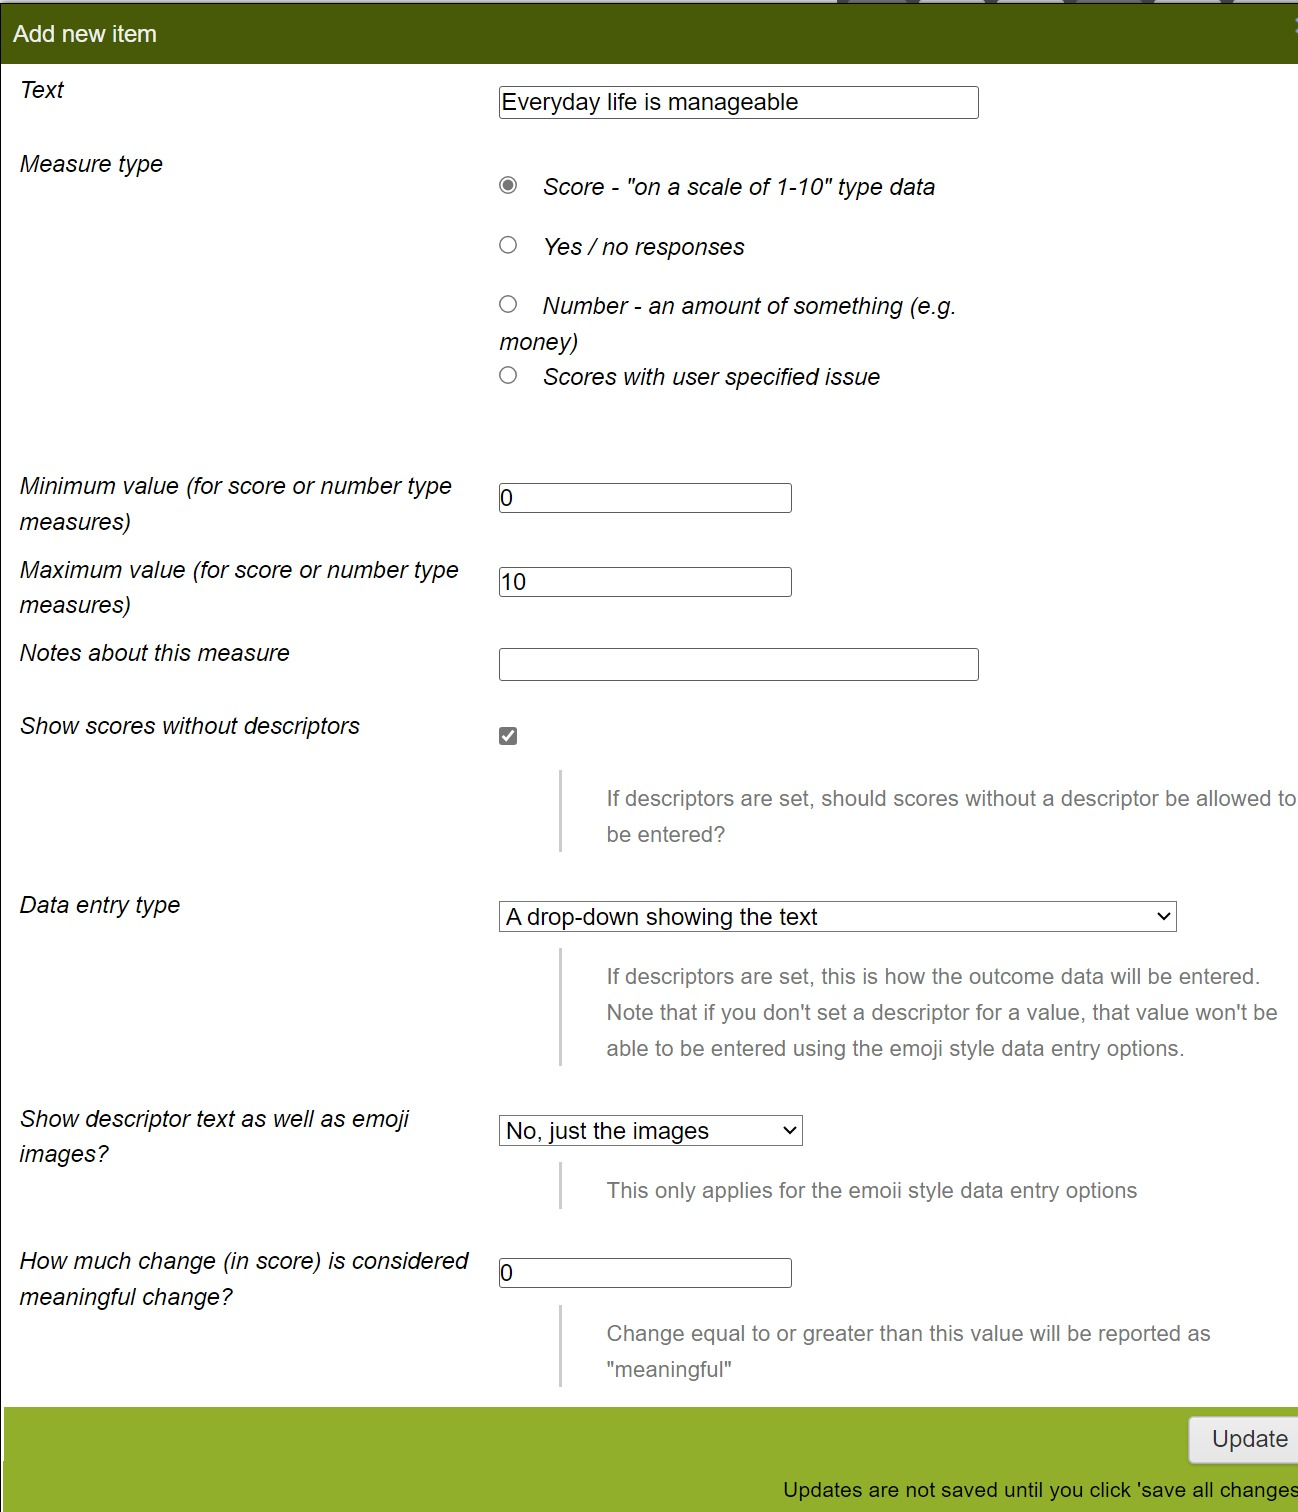 Add new item
Text
Everyday life is manageable
Measure type
Score - "on a scale of 1-10" type data
Yes / no responses
Number - an amount of something (e.g.
money)
Scores with user specified issue
Minimum value (for score or number type
measures)
0
Maximum value (for score or number type
measures)
10
Notes about this measure
Show scores without descriptors
If descriptors are set, should scores without a descriptor be allowed to
be entered?
Data entry type
A drop-down showing the text
If descriptors are set, this is how the outcome data will be entered.
Note that if you don't set a descriptor for a value, that value won't be
able to be entered using the emoji style data entry options.
Show descriptor text as well as emoji
images?
No, just the images
This only applies for the emoii style data entry options
How much change (in score) is considered
meaningful change?
0
Change equal to or greater than this value will be reported as
"meaningful"
Update
Updates are not saved until you click 'save all changes